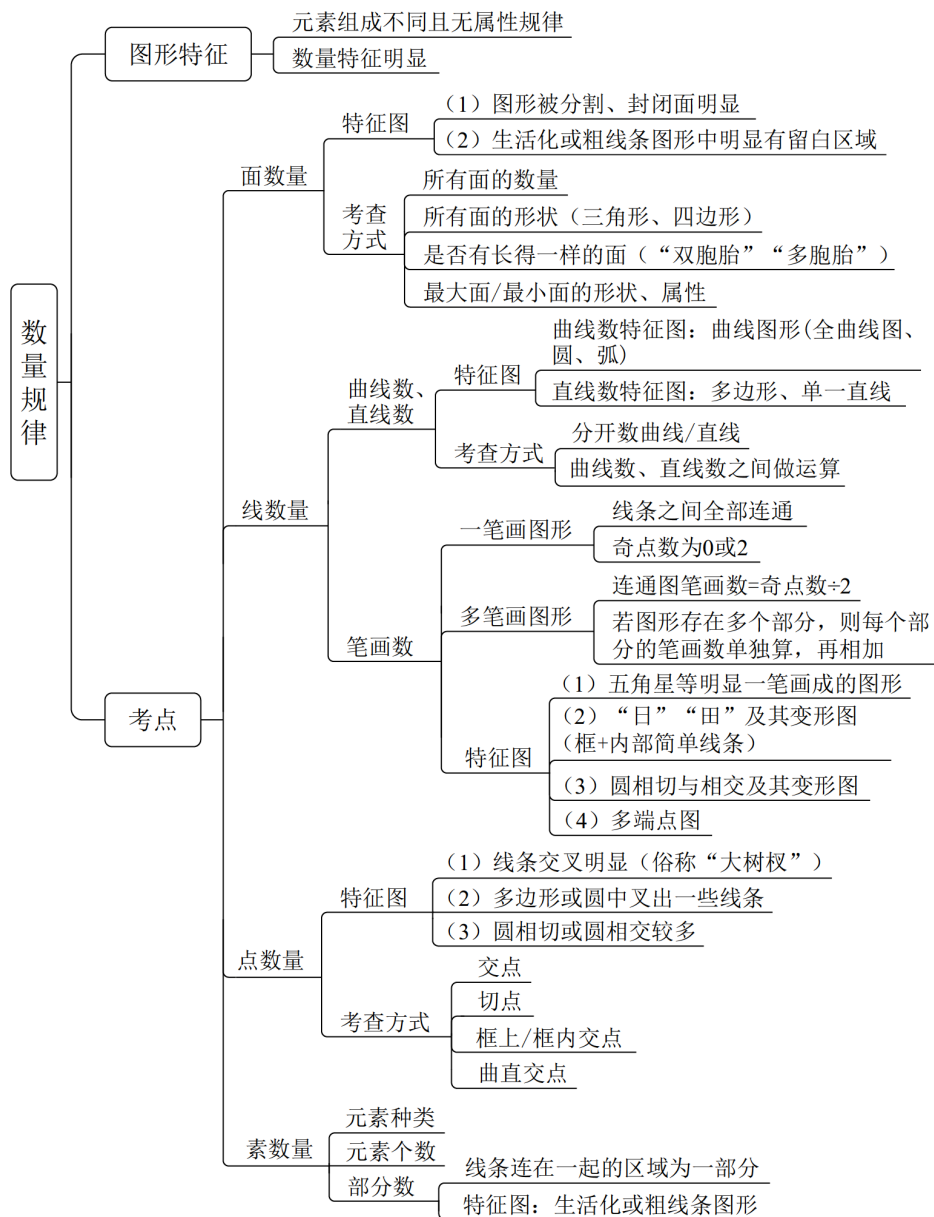 元素组成不同且无属性规律
图形特征
数量特征明显
（1）图形被分割、封闭面明显
特征图
（2）生活化或粗线条图形中明显有留白区域
面数量
所有面的数量
考查
方式
所有面的形状（三角形、四边形）
是否有长得一样的面（“双胞胎”“多胞胎”）
最大面/最小面的形状、属性
数
量
规
律
曲线数特征图：曲线图形(全曲线图、
圆、弧)
特征图
直线数特征图：多边形、单一直线
曲线数、
直线数
分开数曲线/直线
考查方式
曲线数、直线数之间做运算
线数量
线条之间全部连通
一笔画图形
奇点数为0或2
连通图笔画数=奇点数÷2
多笔画图形
若图形存在多个部分，则每个部
分的笔画数单独算，再相加
笔画数
（1）五角星等明显一笔画成的图形
（2）“日”“田”及其变形图
（框+内部简单线条）
特征图
（3）圆相切与相交及其变形图
（4）多端点图
考点
（1）线条交叉明显（俗称“大树杈”）
特征图
（2）多边形或圆中叉出一些线条
（3）圆相切或圆相交较多
点数量
交点
切点
考查方式
框上/框内交点
曲直交点
元素种类
素数量
元素个数
线条连在一起的区域为一部分
部分数
特征图：生活化或粗线条图形